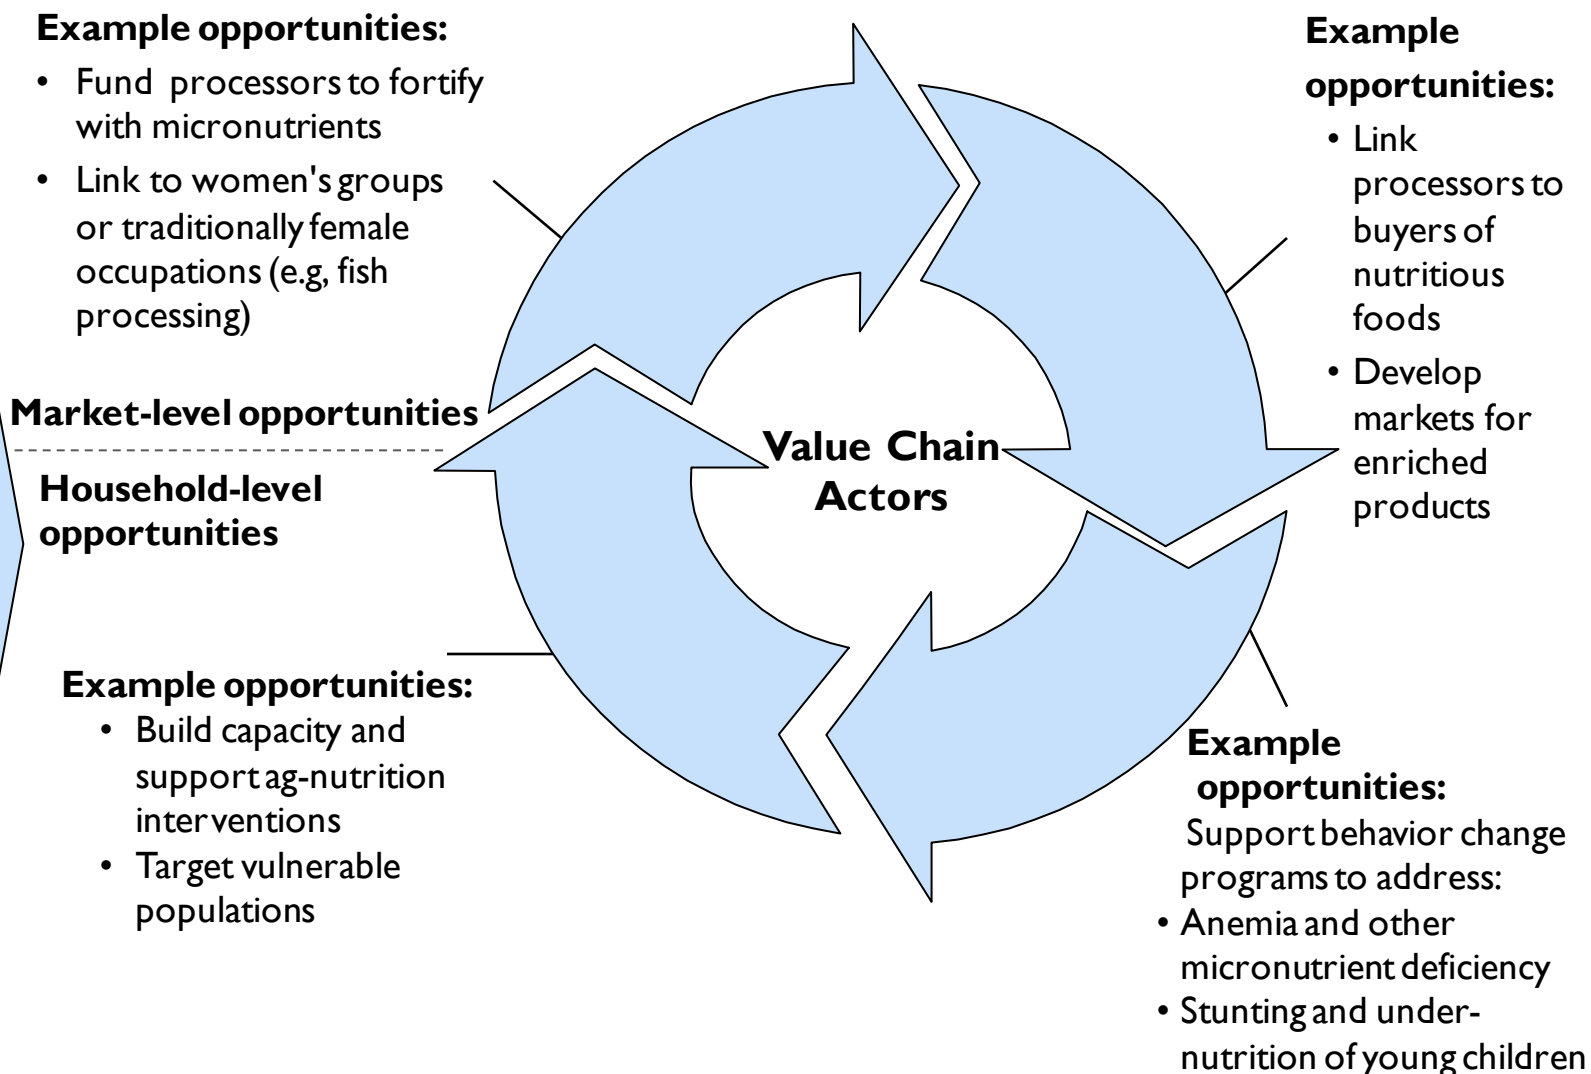 Example opportunities:
• Fund processors to fortify
with micronutrients
• Link to women's groups
or traditionally female
occupations (e.g, fish
processing)
Example
opportunities:
• Link
processors to
buyers of
nutritious
foods
• Develop
markets for
enriched
products
Market-level opportunities
Household-level
opportunities
Value Chain
Actors
Example opportunities:
• Build capacity and
support ag-nutrition
interventions
• Target vulnerable
populations
Example
opportunities:
Support behavior change
programs to address:
• Anemia and other
micronutrient deficiency
• Stunting and under-
nutrition of young children